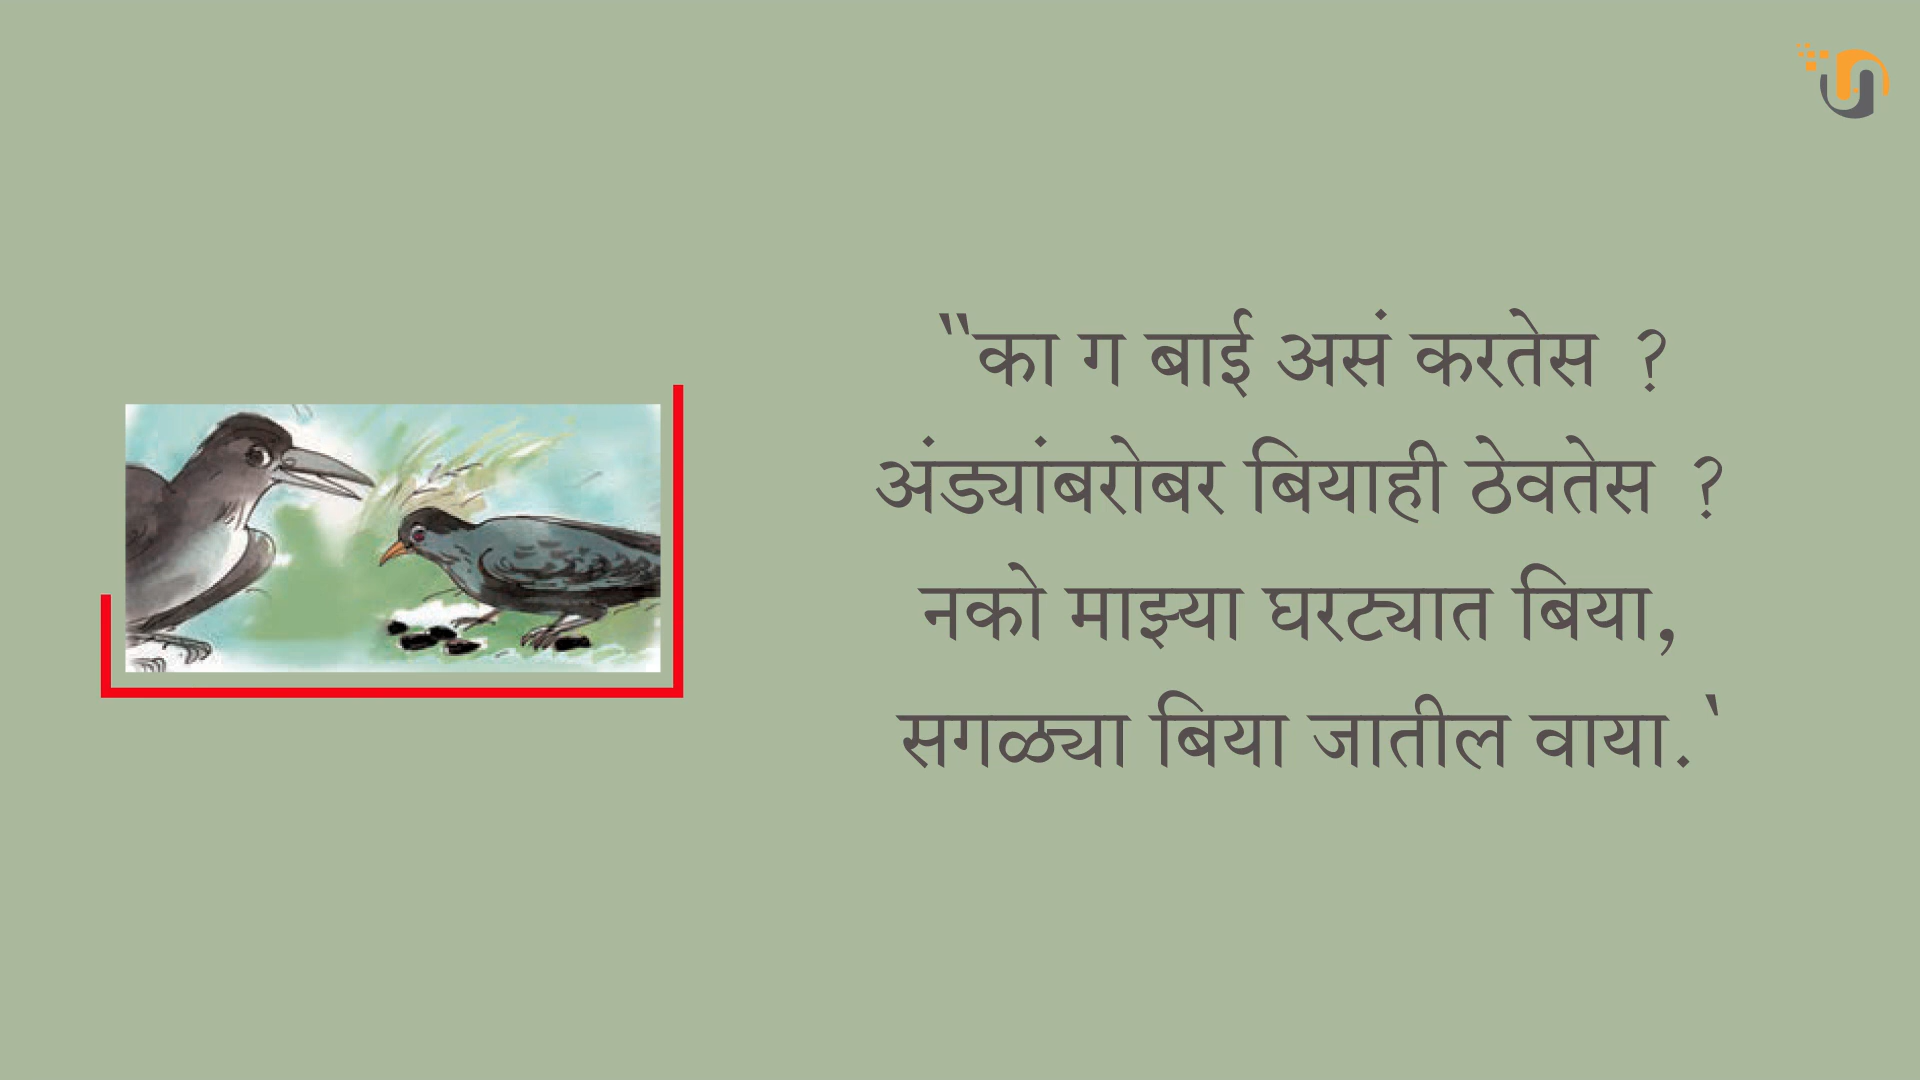 “का ग बाई असं करतेस ?
अंड्यांबरोबर बियाही ठेवतेस ?
नको माझ्या घरट्यात बिया,
सगळ्या बिया जातील वाया.‘